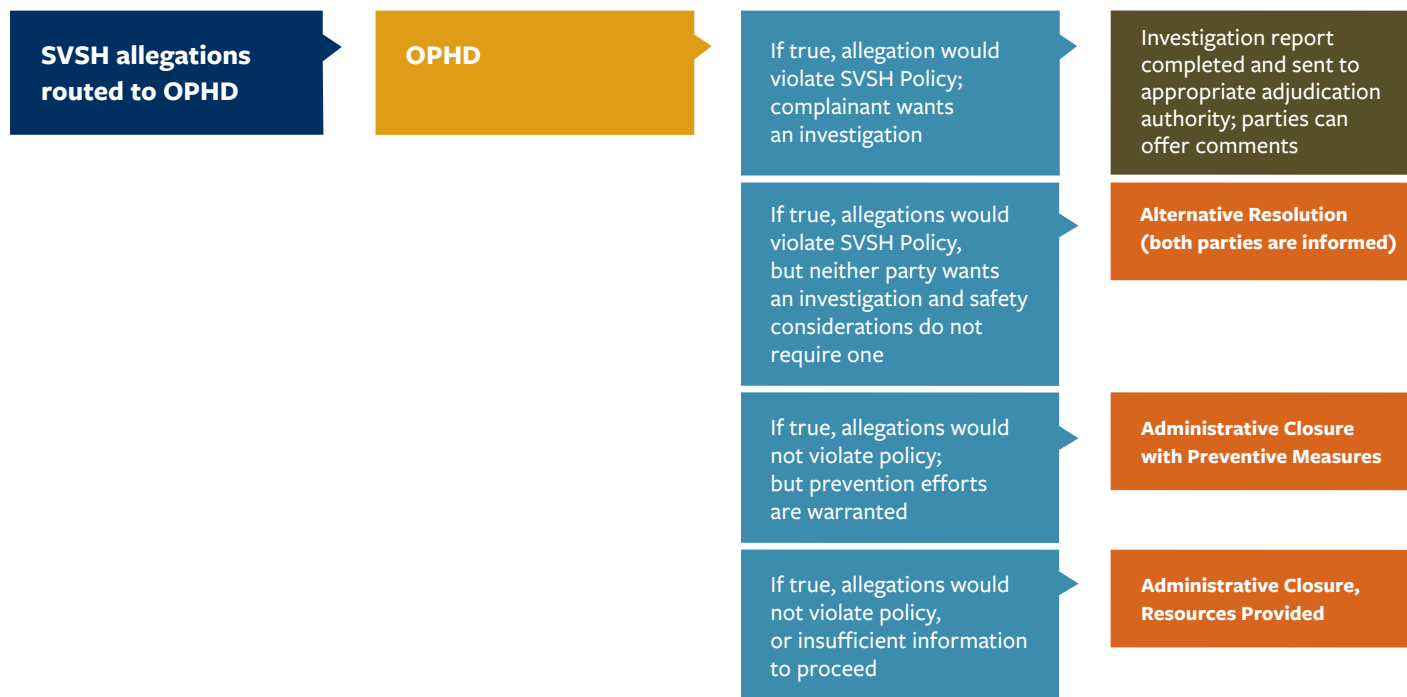 SVSH allegations
routed to OPHD
OPHD
If true, allegation would
violate SVSH Policy;
complainant wants
an investigation
Investigation report
completed and sent to
appropriate adjudication
authority; parties can
offer comments
If true, allegations would
violate SVSH Policy,
but neither party wants
an investigation and safety
considerations do not
require one
Alternative Resolution
(both parties are informed)
If true, allegations would
not violate policy;
but prevention efforts
are warranted
Administrative Closure
with Preventive Measures
If true, allegations would
not violate policy,
or insufficient information
to proceed
Administrative Closure,
Resources Provided